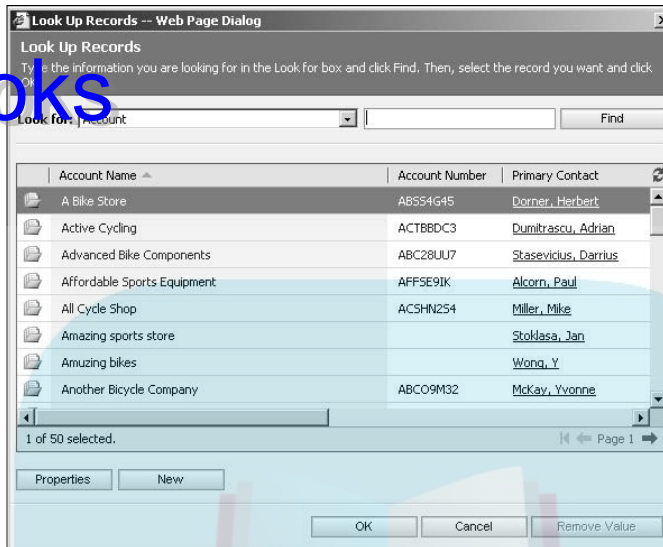 Look Up Records -- Web Page Dialog
Look Up Records
Type the information you are looking for in the Look for box and click Find. Then, select the record you want and click
OK.
oks
Look for: Account Find
Account Name Account Number Primary Contact
A Bike Store ABSS4G45 Dorner, Herbert
Active Cycling ACTBBDC3 Dumitrascu, Adrian
Advanced Bike Components ABC28UU7 Stasevicius, Darrius
Affordable Sports Equipment AFFSE9IK Alcorn, Paul
All Cycle Shop ACSHN2S4 Miller, Mike
Amazing sports store Stoklasa, Jan
Amuzing bikes Wong, Y
Another Bicycle Company ABCO9M32 McKay, Yvonne
1 of 50 selected. Page 1
Properties New
OK Cancel Remove Value